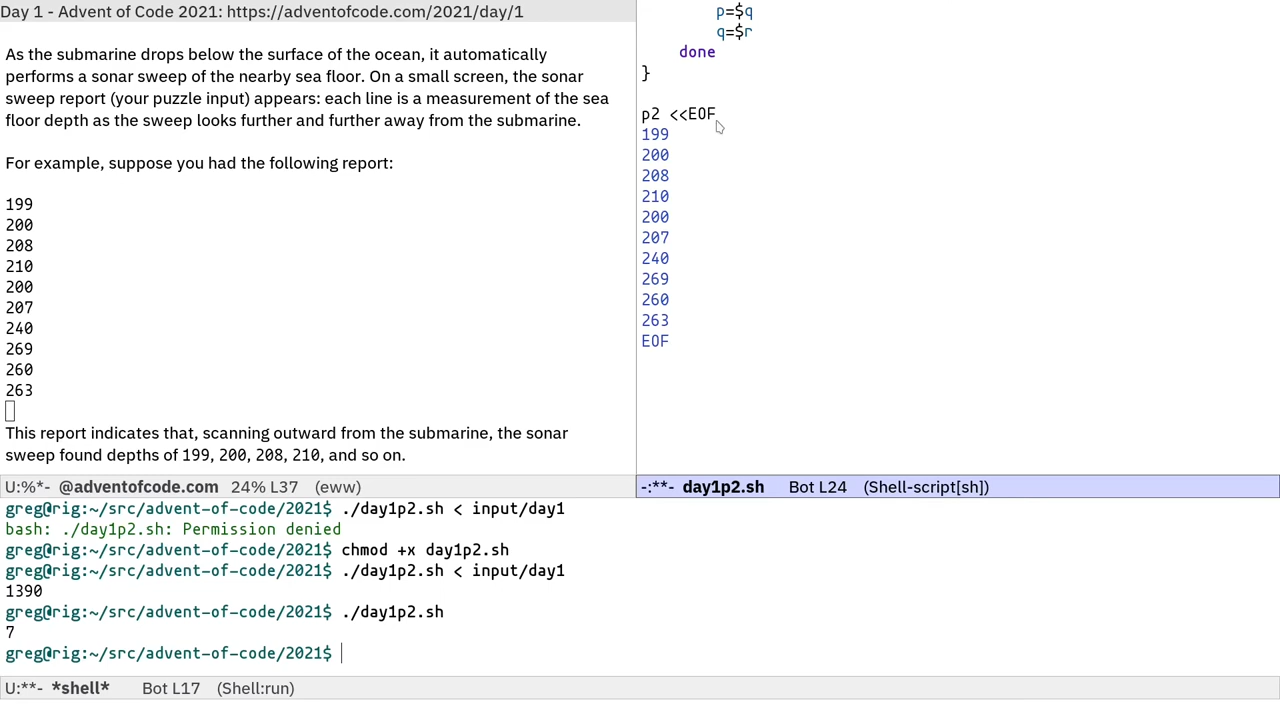 Day 1 - Advent of Code 2021: https://adventofcode.com/2021/day/1
As the submarine drops below the surface of the ocean, it automatically
performs a sonar sweep of the nearby sea floor. On a small screen, the sonar
sweep report (your puzzle input) appears: each line is a measurement of the sea
floor depth as the sweep looks further and further away from the submarine.
For example, suppose you had the following report:
199
200
208
210
200
207
240
269
260
263
This report indicates that, scanning outward from the submarine, the sonar
sweep found depths of 199, 200, 208, 210, and so on.
U:%*- @adventofcode.com 24% L37 (eww)
p=$q
q=$r
done
}
p2 <<EOF
199
200
208
210
200
207
240
269
260
263
EOF
-:**- day1p2.sh Bot L24 (Shell-script[sh])
greg@rig:~/src/advent-of-code/2021$ ./day1p2.sh < input/day1
bash: ./day1p2.sh: Permission denied
greg@rig:~/src/advent-of-code/2021$ chmod +x day1p2.sh
greg@rig:~/src/advent-of-code/2021$ ./day1p2.sh < input/day1
1390
greg@rig:~/src/advent-of-code/2021$ ./day1p2.sh
7
greg@rig:~/src/advent-of-code/2021$
U:**- *shell* Bot L17 (Shell:run)